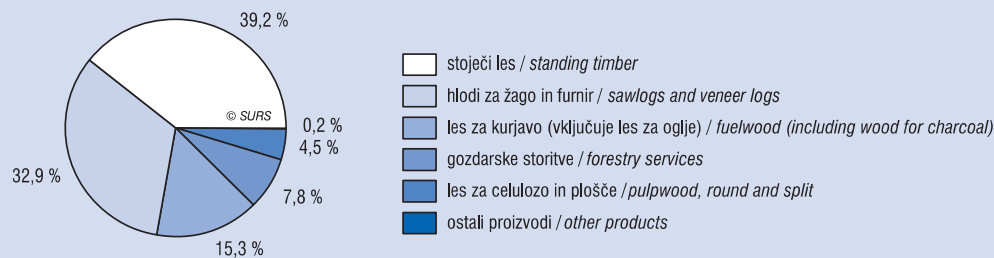 39,2 %
© SURS
0,2 %
4,5 %
7,8 %
15,3 %
32,9 %
stoječi les / standing timber
hlodi za žago in furnir / sawlogs and veneer logs
les za kurjavo (vključuje les za oglje) / fuelwood (including wood for charcoal)
gozdarske storitve / forestry services
les za celulozo in plošče / pulpwood, round and split
ostali proizvodi / other products